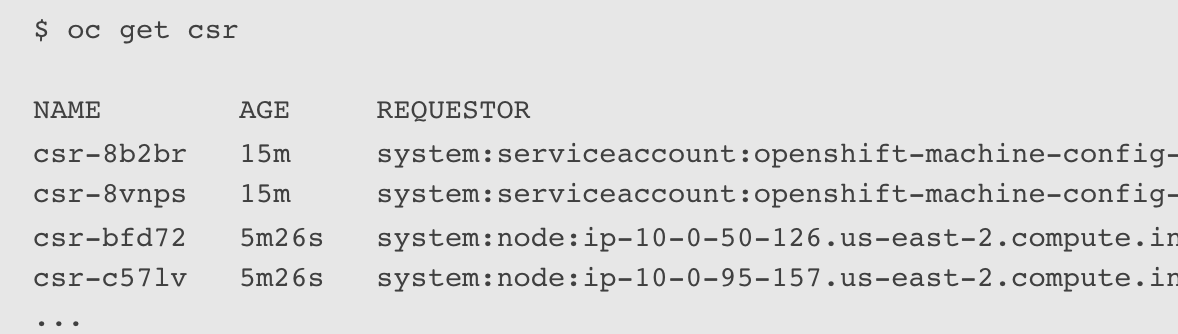 $ oc get csr
NAME AGE REQUESTOR
csr-8b2br 15m system:serviceaccount:openshift-machine-config-
csr-8vnps 15m system:serviceaccount:openshift-machine-config-
csr-bfd72 5m26s system:node:ip-10-0-50-126.us-east-2.compute.in
csr-c57lv 5m26s system:node:ip-10-0-95-157.us-east-2.compute.in
...